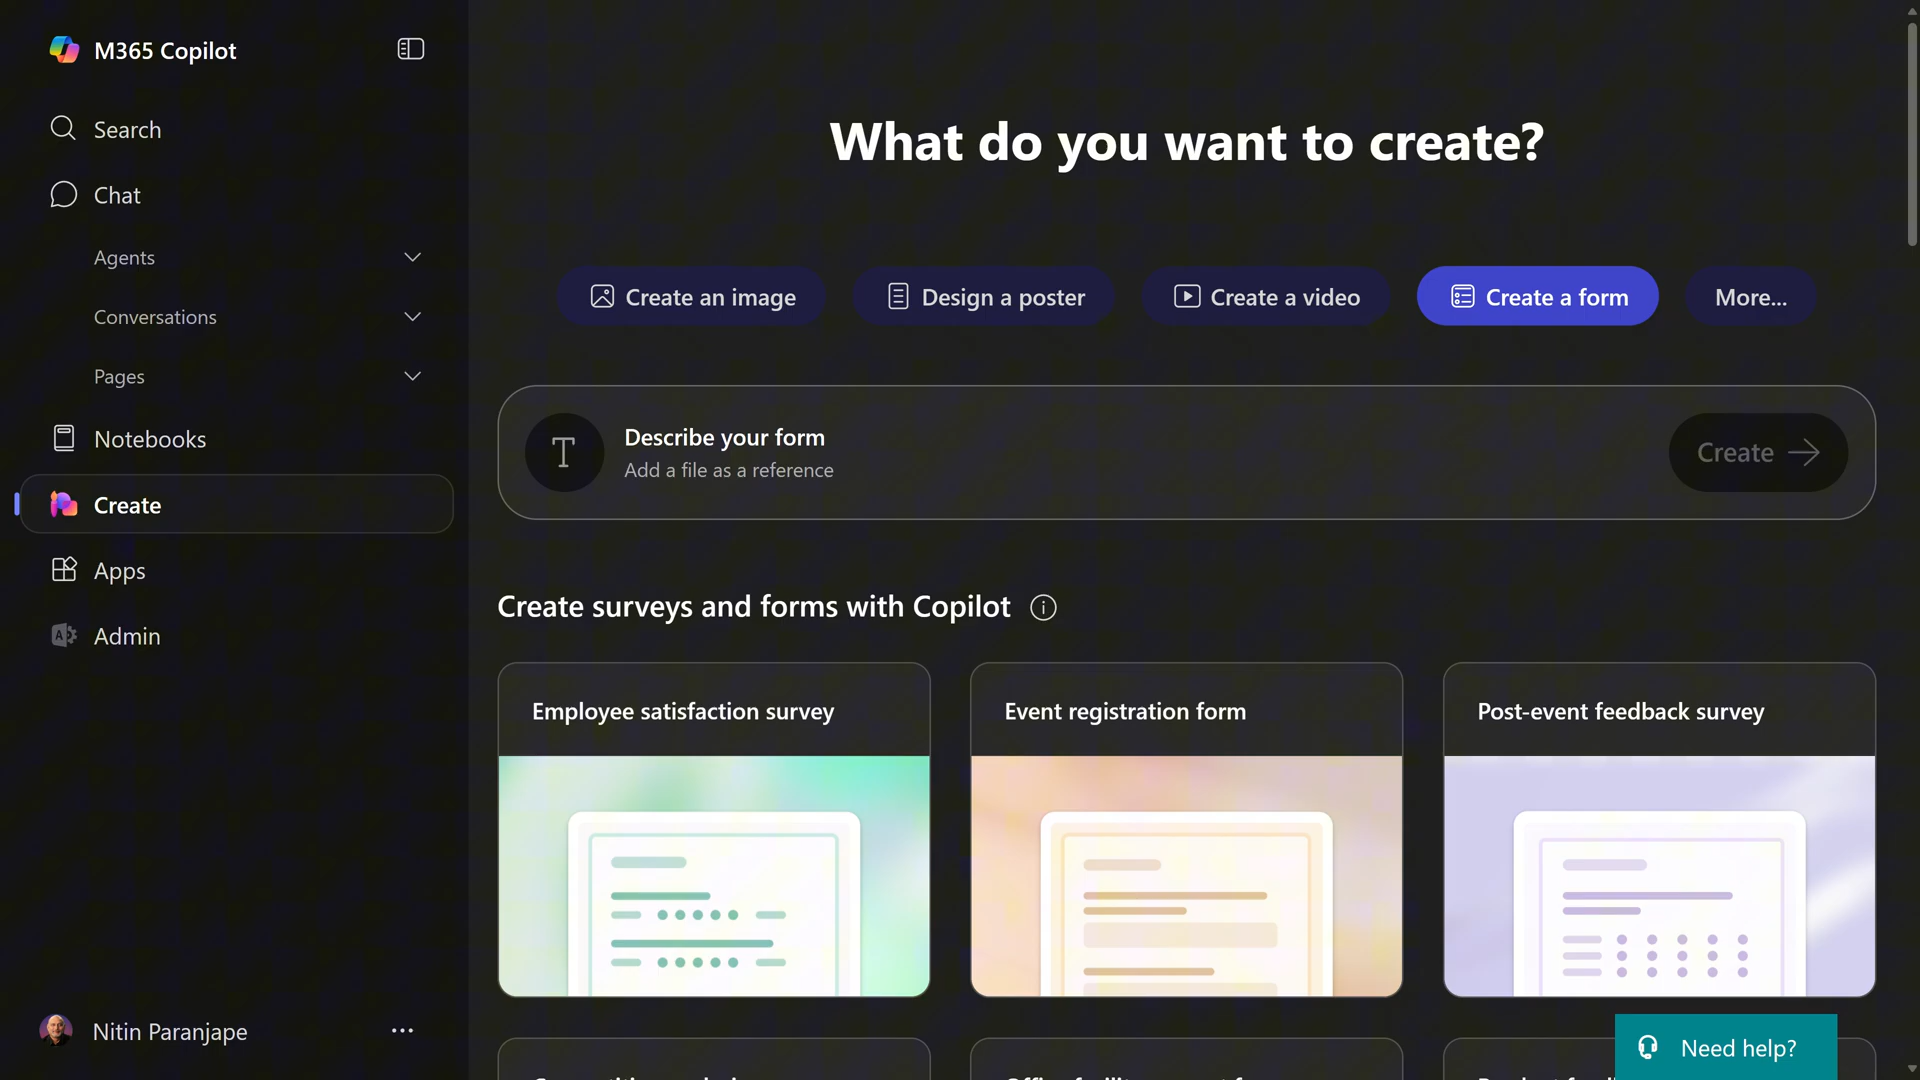 M365 Copilot
Search
Chat
Agents
Conversations
Pages
Notebooks
Create
Apps
Admin
Nitin Paranjape
What do you want to create?
Create an image
Design a poster
Create a video
Create a form
More...
T
Describe your form
Add a file as a reference
Create
Create surveys and forms with Copilot
Employee satisfaction survey
Event registration form
Post-event feedback survey
Need help?